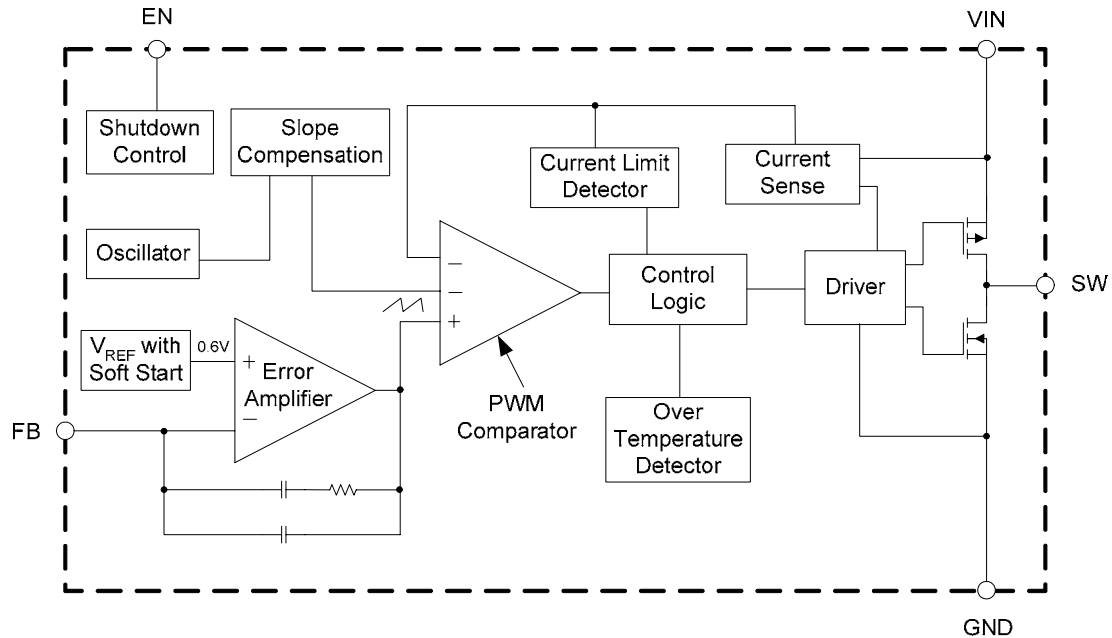 EN
VIN
Shutdown
Control
Slope
Compensation
Current Limit
Detector
Current
Sense
Oscillator
Control
Logic
Driver
SW
VREF with
Soft Start
0.6V
Error
Amplifier
PWM
Comparator
Over
Temperature
Detector
FB
GND